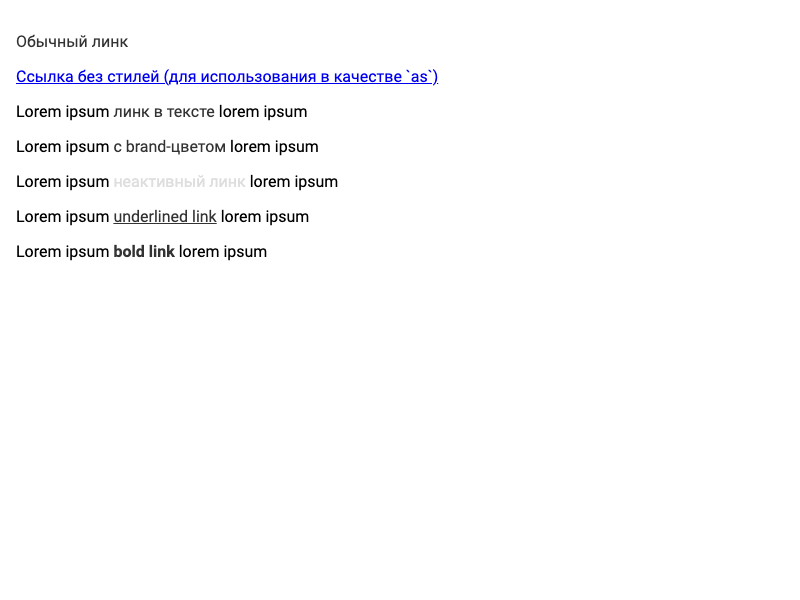 Обычный линк
Ссылка без стилей (для использования в качестве `as`)
Lorem ipsum линк в тексте lorem ipsum
Lorem ipsum с brand-цветом lorem ipsum
Lorem ipsum неактивный линк lorem ipsum
Lorem ipsum underlined link lorem ipsum
Lorem ipsum bold link lorem ipsum